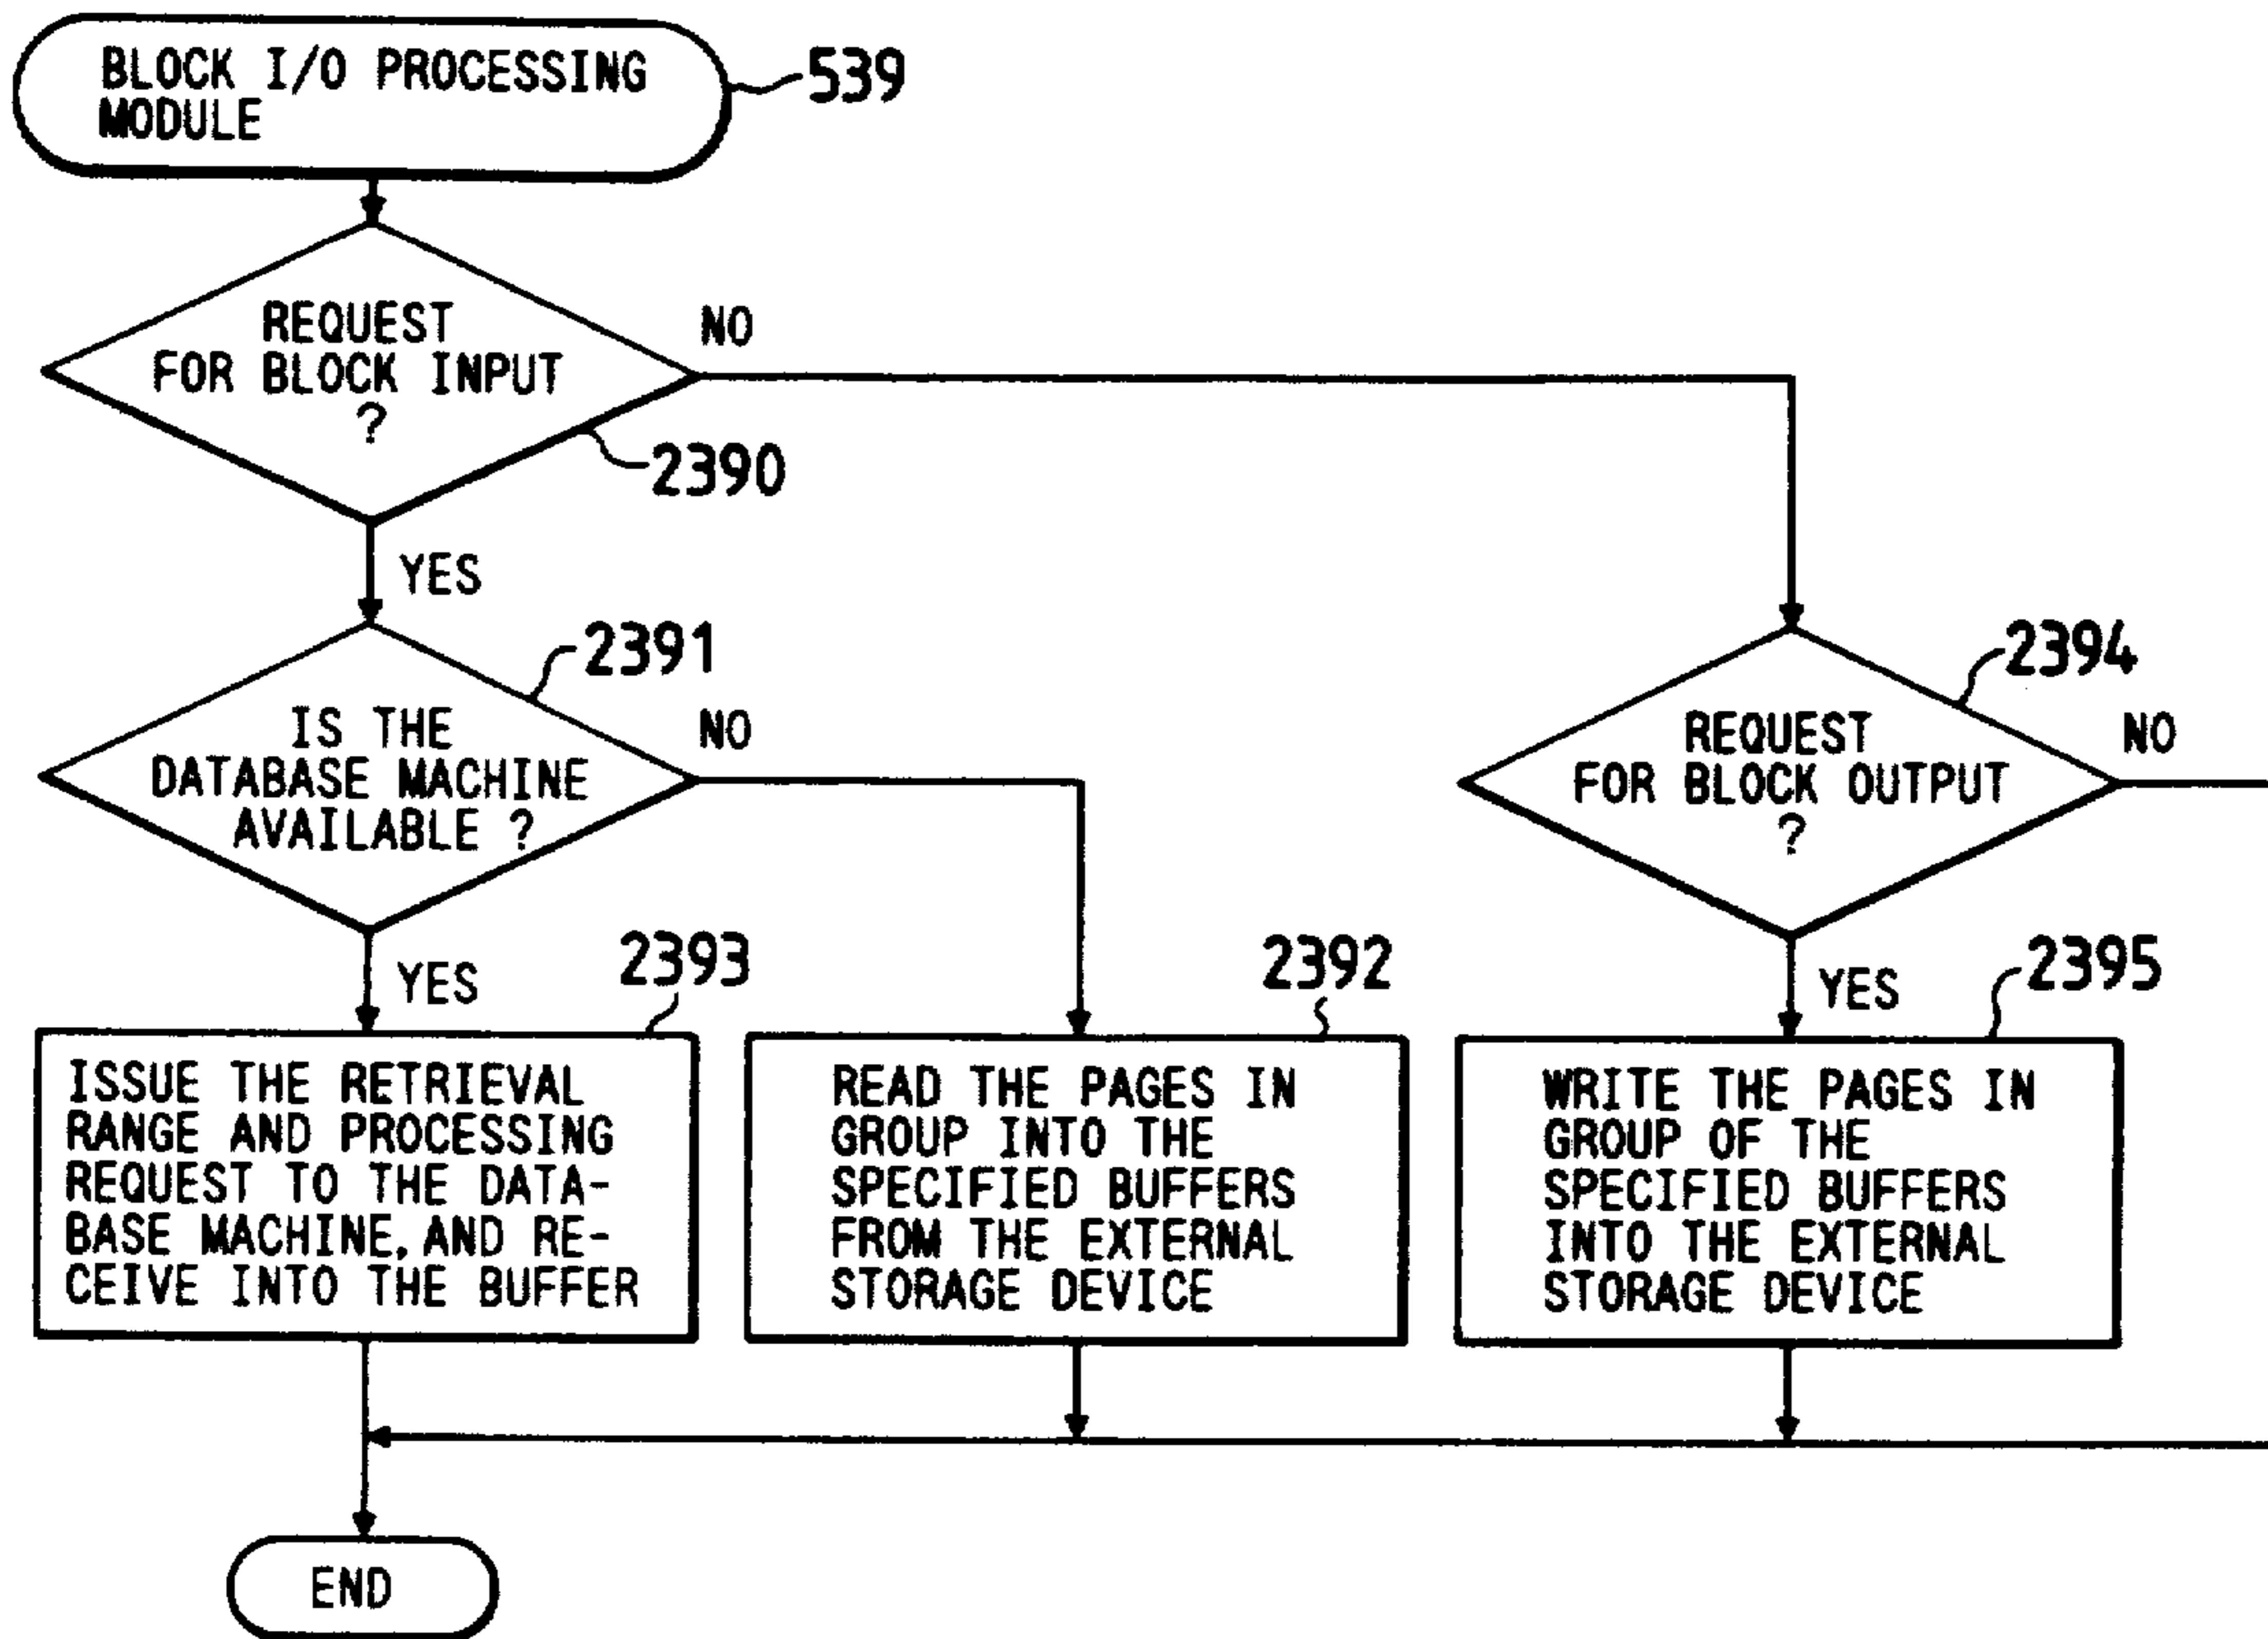 BLOCK I/O PROCESSING
MODULE
539
REQUEST
FOR BLOCK INPUT
?
NO
2390
YES
2391
IS THE
DATABASE MACHINE
AVAILABLE ?
NO
2394
REQUEST
FOR BLOCK OUTPUT
?
NO
YES
2393
ISSUE THE RETRIEVAL
RANGE AND PROCESSING
REQUEST TO THE DATA-
BASE MACHINE, AND RE-
CEIVE INTO THE BUFFER
2392
READ THE PAGES IN
GROUP INTO THE
SPECIFIED BUFFERS
FROM THE EXTERNAL
STORAGE DEVICE
YES
2395
WRITE THE PAGES IN
GROUP OF THE
SPECIFIED BUFFERS
INTO THE EXTERNAL
STORAGE DEVICE
END